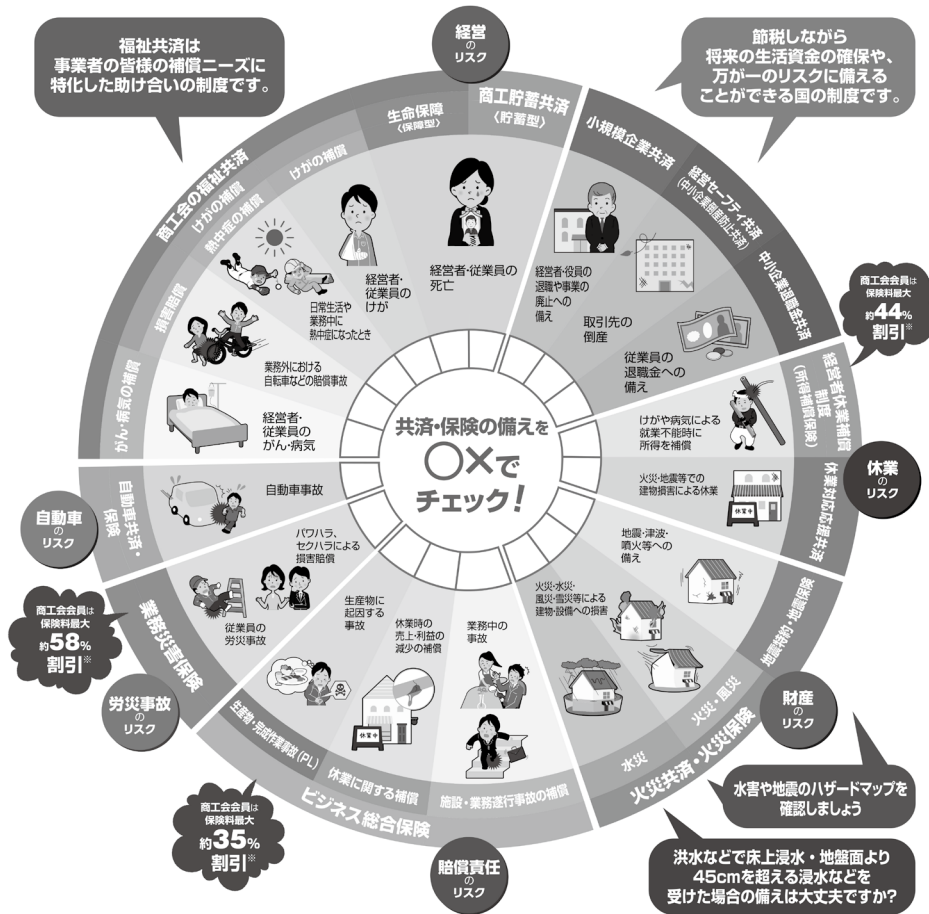 経営
の
リスク
福祉共済は
事業者の皆様の補償ニーズに
特化した助け合いの制度です。
節税しながら
将来の生活資金の確保や、
万が一のリスクに備える
ことができる国の制度です。
商工会の福祉共済
生命保障
〈保障型〉
商工貯蓄共済
〈貯蓄型〉
小規模企業共済
経営セーフティ共済
(中小企業倒産防止共済)
中小企業退職金共済
けがの補償
けがの補償
熱中症の補償
損害賠償
がん・病気の補償
経営者・従業員の
死亡
経営者・
従業員の
けが
日常生活や
業務中に
熱中症になったとき
業務外における
自転車などの賠償事故
経営者・
従業員の
がん・病気
経営者・役員の
退職や事業の
廃止への
備え
取引先の
倒産
従業員の
退職金への
備え
商工会会員は
保険料最大
約44%
割引※
経営者休業補償
制度
(所得補償保険)
けがや病気による
就業不能時に
所得を補償
休業
の
リスク
休業対応応援共済
火災・地震等での
建物損害による休業
休業中
共済・保険の備えを
○×で
チェック!
自動車
の
リスク
自動車共済・
保険
自動車事故
商工会会員は
保険料最大
約58%
割引※
業務災害保険
パワハラ、
セクハラによる
損害賠償
従業員の
労災事故
労災事故
の
リスク
地震・津波・
噴火等への
備え
火災・水災・
風災・雪災等による
建物・設備への損害
地震特約・地震保険
火災・風災
水災
火災共済・火災保険
財産
の
リスク
生産物に
起因する
事故
休業時の
売上・利益の
減少の補償
業務中の
事故
休業中
生産物・完成作業事故(PL)
休業に関する補償
施設・業務遂行事故の補償
ビジネス総合保険
商工会会員は
保険料最大
約35%
割引※
賠償責任
の
リスク
水害や地震のハザードマップを
確認しましょう
洪水などで床上浸水・地盤面より
45cmを超える浸水などを
受けた場合の備えは大丈夫ですか?